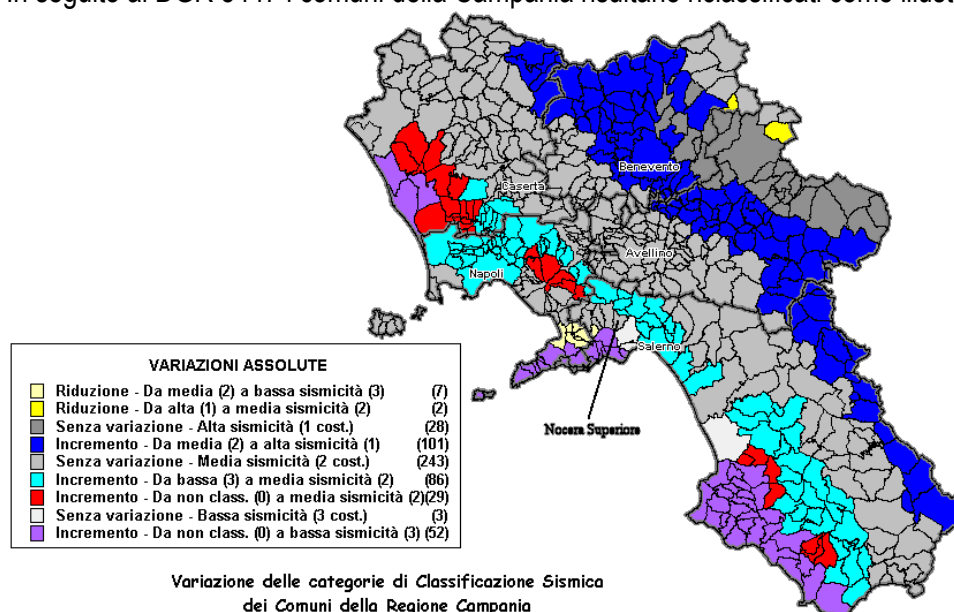 In seguito al DGR 5447 i comuni della Campania risultano riclassificati come illust
Benevento
Caserta
Avellino
Napoli
Salerno
Nocera Superiore
VARIAZIONI ASSOLUTE
Riduzione - Da media (2) a bassa sismicità (3) (7)
Riduzione - Da alta (1) a media sismicità (2) (2)
Senza variazione - Alta sismicità (1 cost.) (28)
Incremento - Da media (2) a alta sismicità (1) (101)
Senza variazione - Media sismicità (2 cost.) (243)
Incremento - Da bassa (3) a media sismicità (2) (86)
Incremento - Da non class. (0) a media sismicità (2)(29)
Senza variazione - Bassa sismicità (3 cost.) (3)
Incremento - Da non class. (0) a bassa sismicità (3) (52)
Variazione delle categorie di Classificazione Sismica
dei Comuni della Regione Campania